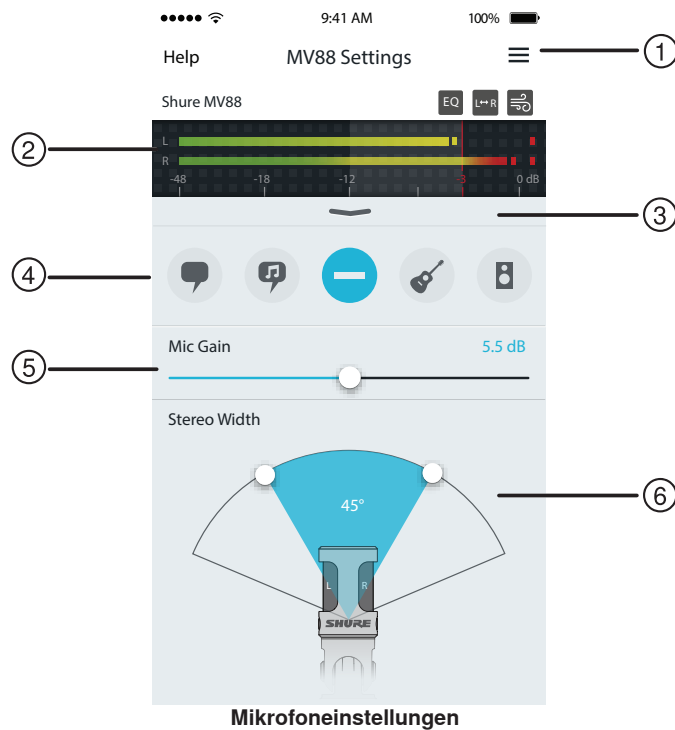 9:41 AM 100%
Help MV88 Settings
1
Shure MV88 EQ L↔R
2
L
R
-48 -18 -12 -3 0 dB
3
4
Mic Gain 5.5 dB
5
Stereo Width
45°
6
L R
SHURE
Mikrofoneinstellungen